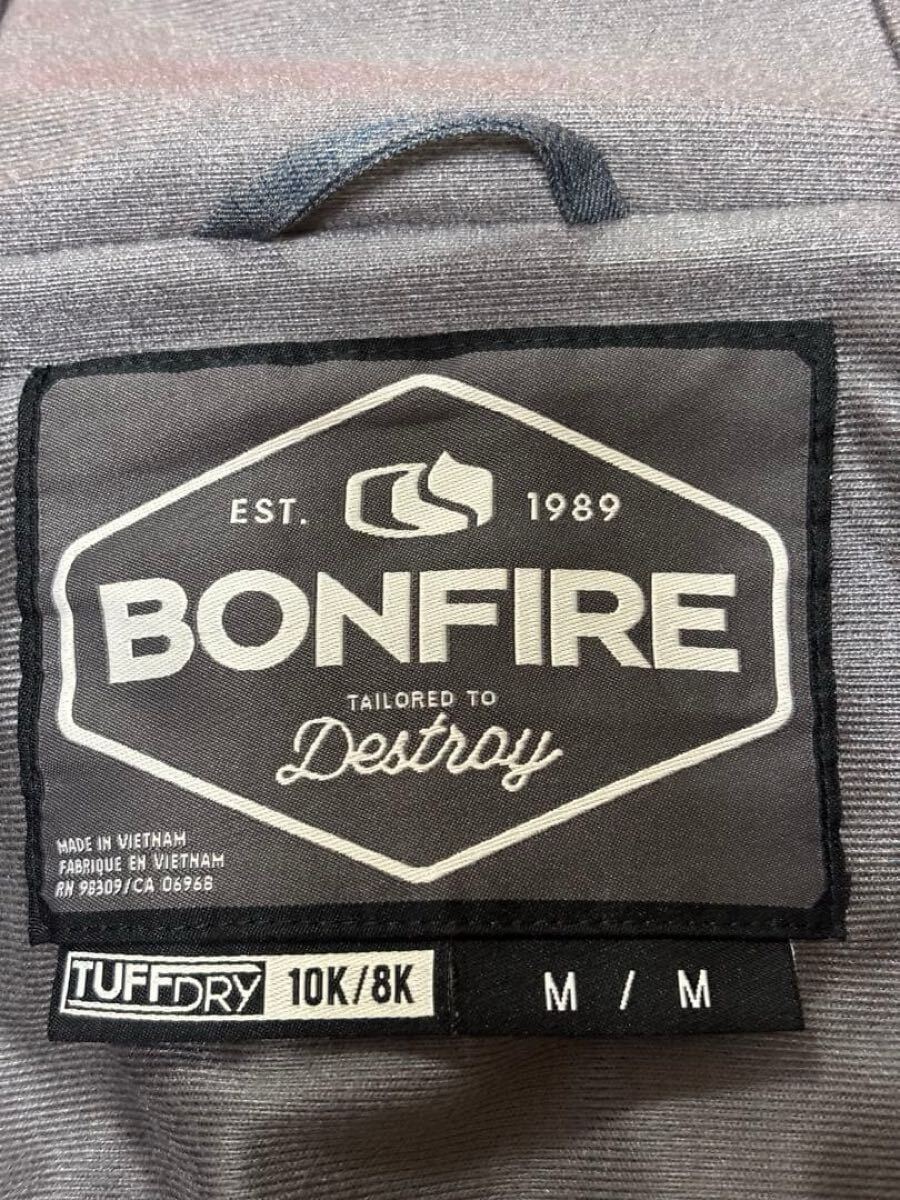 EST. 1989
BONFIRE
TAILORED TO
Destroy
MADE IN VIETNAM
FABRIQUE EN VIETNAM
RN 98309/CA 06968
TUFFDRY 10K/8K M / M